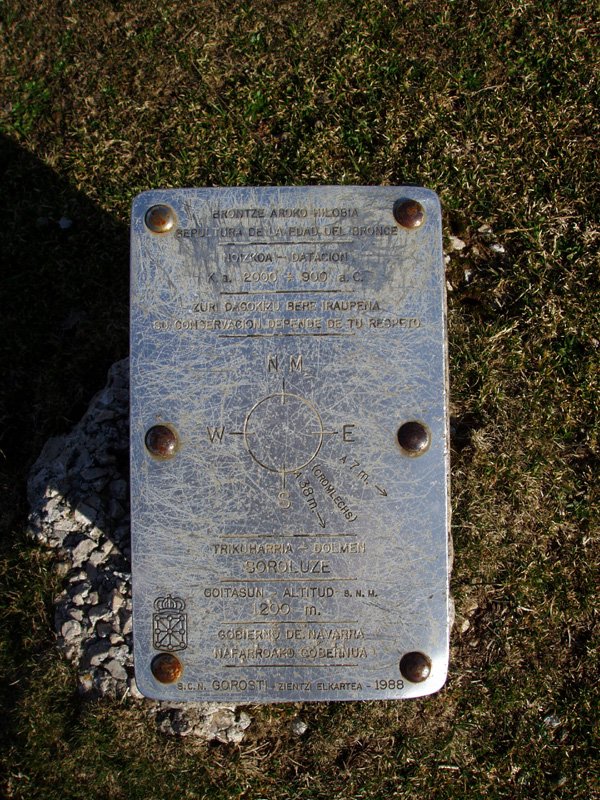 BRONTZE AROKO HILOBIA
SEPULTURA DE LA EDAD DEL BRONCE
NOIZKOA - DATACION
K.a. 2000 - 900 a.C.
ZURI DAGOKIZU BERE IRAUPENA
SU CONSERVACION DEPENDE DE TU RESPETO
N M
W E
S
A 7 m.
(CROMLECHS)
A 38 m.
TRIKUHARRIA - DOLMEN
SOROLUZE
GOITASUN - ALTITUD S.N.M.
1200 m.
GOBIERNO DE NAVARRA
NAFARROAKO GOBERNUA
S.C.N. GOROSTI ZIENTZI ELKARTEA - 1988